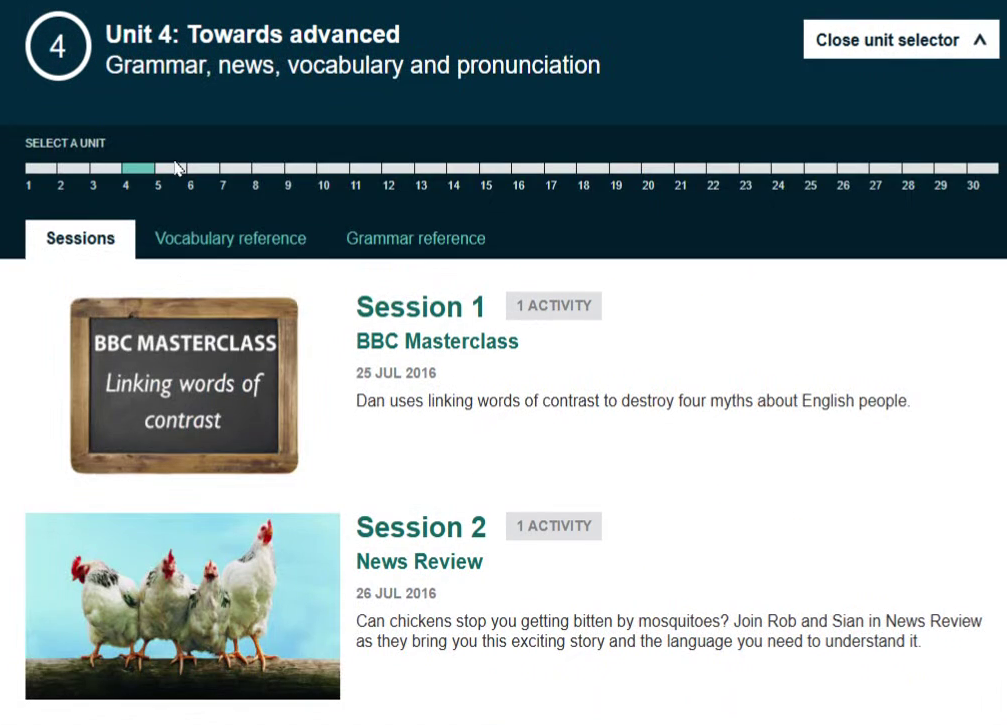 4
Unit 4: Towards advanced
Grammar, news, vocabulary and pronunciation
Close unit selector
SELECT A UNIT
1 2 3 4 5 6 7 8 9 10 11 12 13 14 15 16 17 18 19 20 21 22 23 24 25 26 27 28 29 30
Sessions Vocabulary reference Grammar reference
BBC MASTERCLASS
Linking words of
contrast
Session 1 1 ACTIVITY
BBC Masterclass
25 JUL 2016
Dan uses linking words of contrast to destroy four myths about English people.
Session 2 1 ACTIVITY
News Review
26 JUL 2016
Can chickens stop you getting bitten by mosquitoes? Join Rob and Sian in News Review
as they bring you this exciting story and the language you need to understand it.